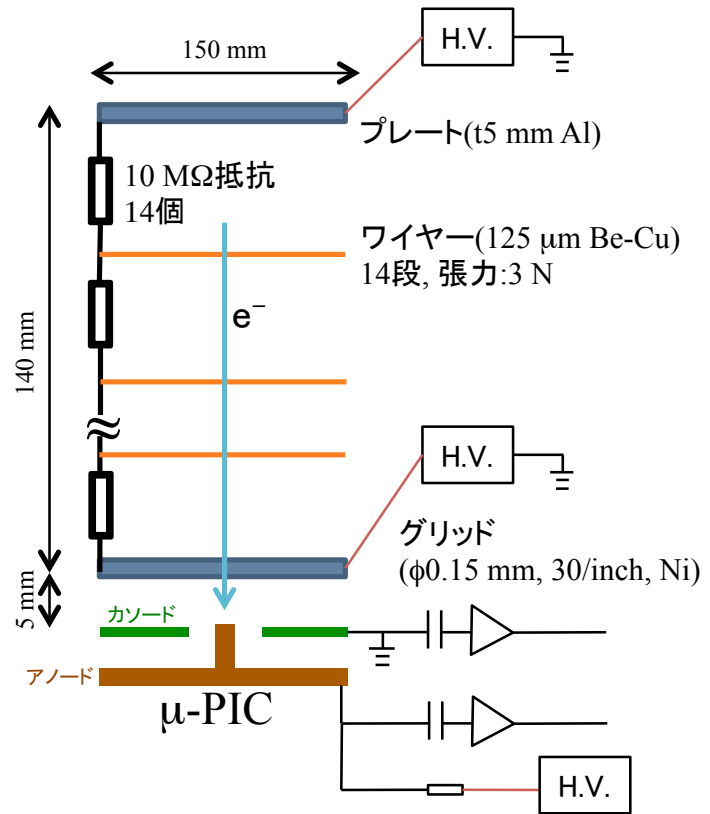 150 mm
H.V.
プレート(t5 mm Al)
10 MΩ抵抗
14個
ワイヤー(125 μm Be-Cu)
14段, 張力:3 N
e⁻
140 mm
H.V.
グリッド
(ϕ0.15 mm, 30/inch, Ni)
5 mm
カソード
アノード
μ-PIC
H.V.